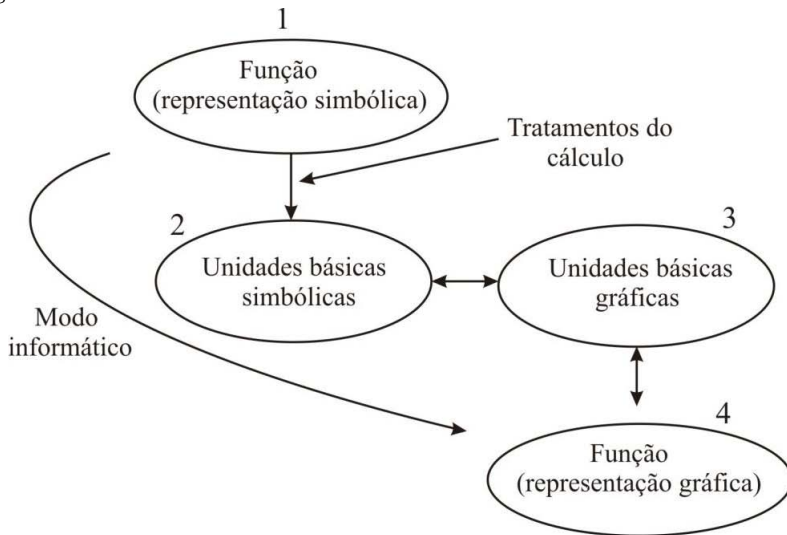 1
Função
(representação simbólica)
Tratamentos do
cálculo
2
Unidades básicas
simbólicas
3
Unidades básicas
gráficas
Modo
informático
4
Função
(representação gráfica)